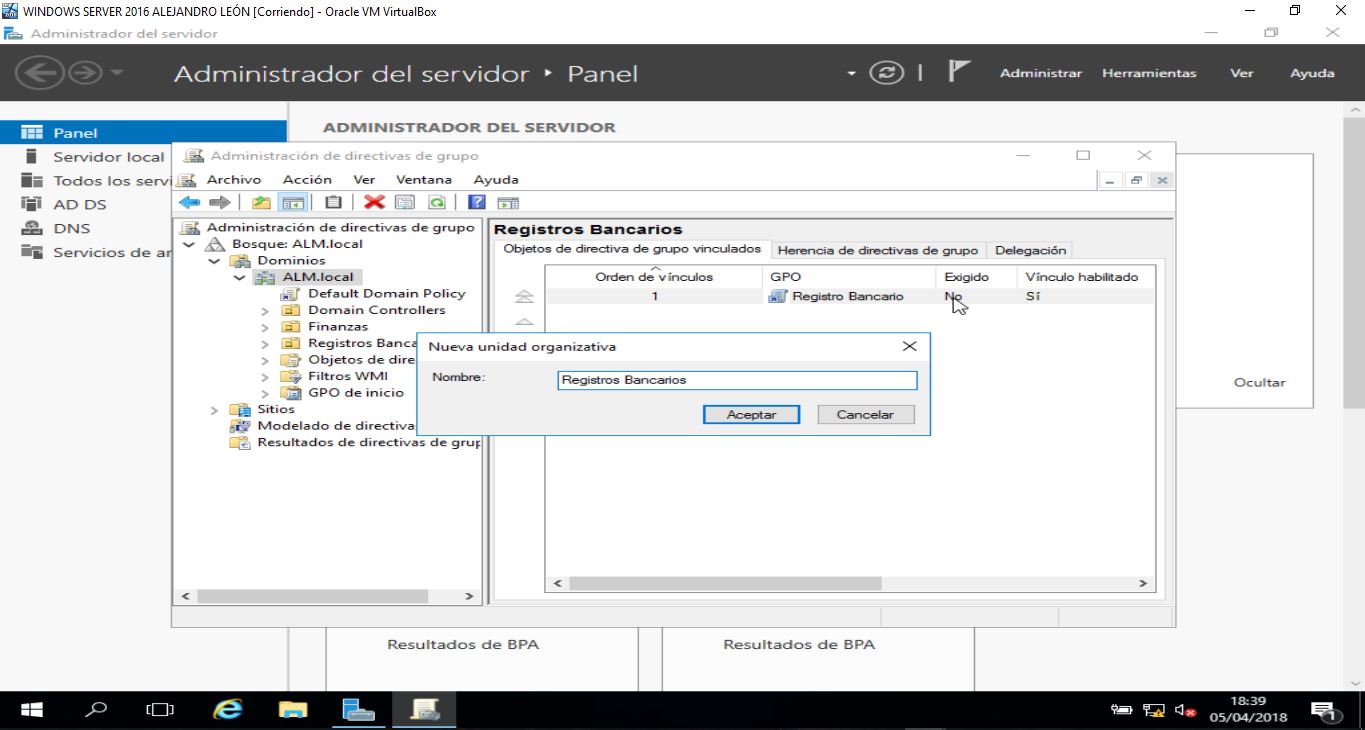 WINDOWS SERVER 2016 ALEJANDRO LEÓN [Corriendo] - Oracle VM VirtualBox
Administrador del servidor
Administrador del servidor Panel
Administrar Herramientas Ver Ayuda
Panel
Servidor local
Todos los servi
AD DS
DNS
Servicios de ar
ADMINISTRADOR DEL SERVIDOR
Administración de directivas de grupo
Archivo Acción Ver Ventana Ayuda
Administración de directivas de grupo
Bosque: ALM.local
Dominios
ALM.local
Default Domain Policy
Domain Controllers
Finanzas
Registros Banca
Objetos de dire
Filtros WMI
GPO de inicio
Sitios
Modelado de directiva
Resultados de directivas de grup
Registros Bancarios
Objetos de directiva de grupo vinculados Herencia de directivas de grupo Delegación
Orden de vínculos GPO Exigido Vínculo habilitado
1 Registro Bancario No Sí
Nueva unidad organizativa
Nombre: Registros Bancarios
Aceptar Cancelar
Ocultar
Resultados de BPA Resultados de BPA
18:39
05/04/2018
1